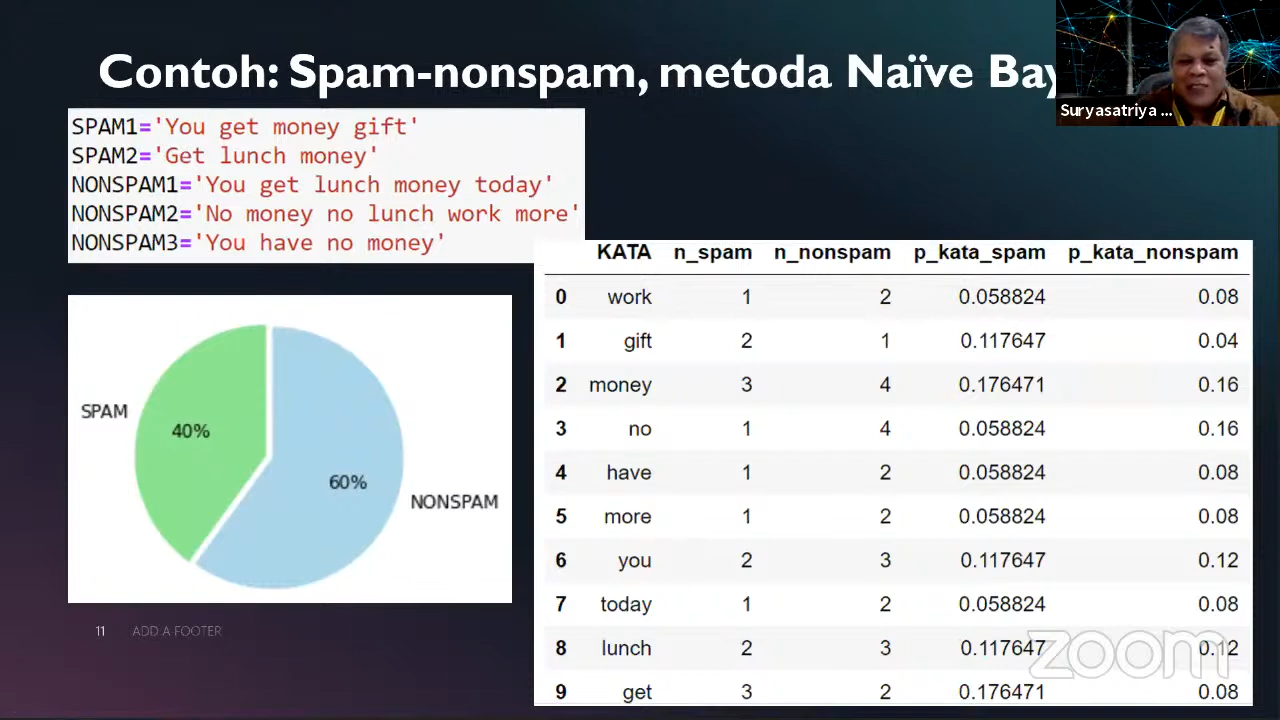 Contoh: Spam-nonspam, metoda Naïve
Suryasatriya ...
SPAM1='You get money gift'
SPAM2='Get lunch money'
NONSPAM1='You get lunch money today'
NONSPAM2='No money no lunch work more'
NONSPAM3='You have no money'
KATA n_spam n_nonspam p_kata_spam p_kata_nonspam
0 work 1 2 0.058824 0.08
1 gift 2 1 0.117647 0.04
2 money 3 4 0.176471 0.16
3 no 1 4 0.058824 0.16
4 have 1 2 0.058824 0.08
5 more 1 2 0.058824 0.08
6 you 2 3 0.117647 0.12
7 today 1 2 0.058824 0.08
8 lunch 2 3 0.117647 0.12
9 get 3 2 0.176471 0.08
SPAM
40%
60%
NONSPAM
11 ADD A FOOTER
zoom